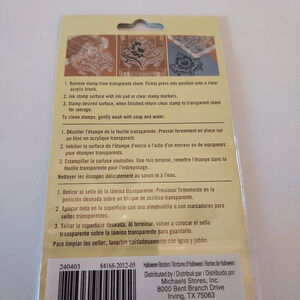 1. Remove stamp from transparent sheet. Firmly press into position onto a clear
acrylic block.
2. Ink stamp surface with ink pad or clear stamp markers.
3. Stamp desired surface, when finished return clear stamp to transparent sheet
for storage.
To clean stamps, gently wash with soap and water.
1. Décoller l'étampe de la feuille transparente. Presser fermement en place sur
un bloc en acrylique transparent.
2. Imbiber la surface de l'étampe d'encre à l'aide d'un encreur ou de marqueurs
pour étampes transparents.
3. Estampiller la surface souhaitée. Une fois terminé, remettre l'étampe dans la
feuille transparente pour l'entreposage.
Nettoyer les étampes délicatement au savon et à l'eau.
1. Retirar el sello de la lámina transparente. Presionar firmemente en la
posición deseada sobre un bloque de acrílico transparente.
2. Aplicar tinta en la superficie con una almohadilla o con marcadores para
sellos transparentes.
3. Sellar la superficie deseada. Al terminar, volver a colocar el sello
transparente sobre la lámina transparente para guardarlo.
Para limpiar los sellos, lavarlos cuidadosamente con agua y jabón.
240403 84168-2012-05
Halloween Borders / Bordures d'Halloween / Bordes de Halloween
Distributed by / Distribué par / Distribuido por
Michaels Stores, Inc.
8000 Bent Branch Drive
Irving, TX 75063